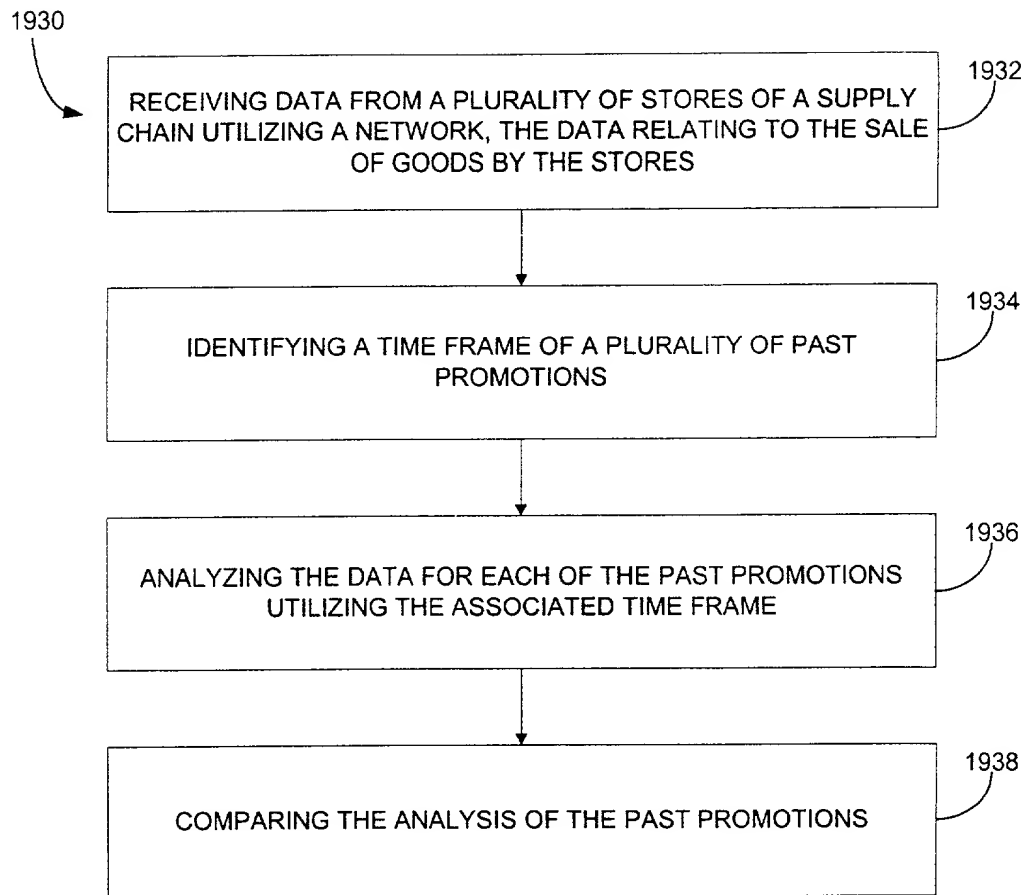 1930
1932
RECEIVING DATA FROM A PLURALITY OF STORES OF A SUPPLY
CHAIN UTILIZING A NETWORK, THE DATA RELATING TO THE SALE
OF GOODS BY THE STORES
1934
IDENTIFYING A TIME FRAME OF A PLURALITY OF PAST
PROMOTIONS
1936
ANALYZING THE DATA FOR EACH OF THE PAST PROMOTIONS
UTILIZING THE ASSOCIATED TIME FRAME
1938
COMPARING THE ANALYSIS OF THE PAST PROMOTIONS